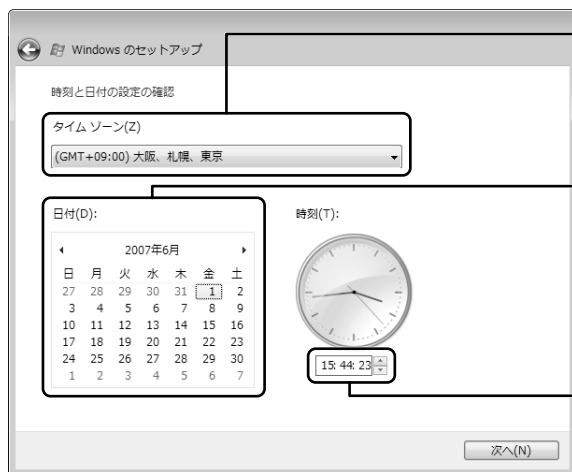 Windows のセットアップ
時刻と日付の設定の確認
タイム ゾーン(Z)
(GMT+09:00) 大阪、札幌、東京
日付(D):
時刻(T):
2007年6月
日 月 火 水 木 金 土
27 28 29 30 31 1 2
3 4 5 6 7 8 9
10 11 12 13 14 15 16
17 18 19 20 21 22 23
24 25 26 27 28 29 30
1 2 3 4 5 6 7
15:44:23
次へ(N)